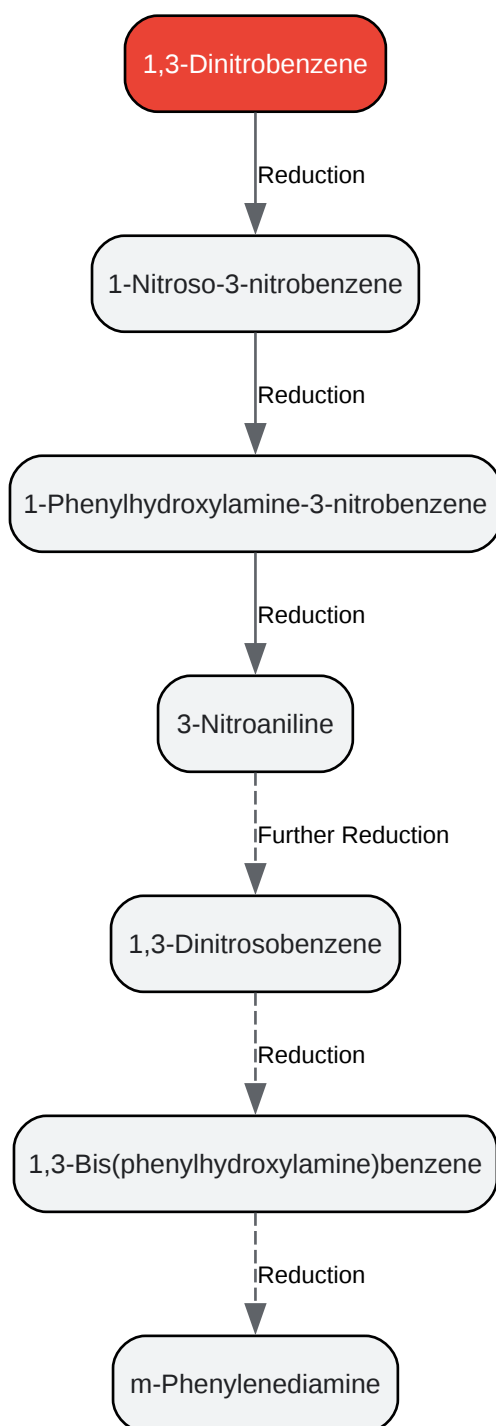 1,3-Dinitrobenzene
Reduction
1-Nitroso-3-nitrobenzene
Reduction
1-Phenylhydroxylamine-3-nitrobenzene
Reduction
3-Nitroaniline
Further Reduction
1,3-Dinitrosobenzene
Reduction
1,3-Bis(phenylhydroxylamine)benzene
Reduction
m-Phenylenediamine